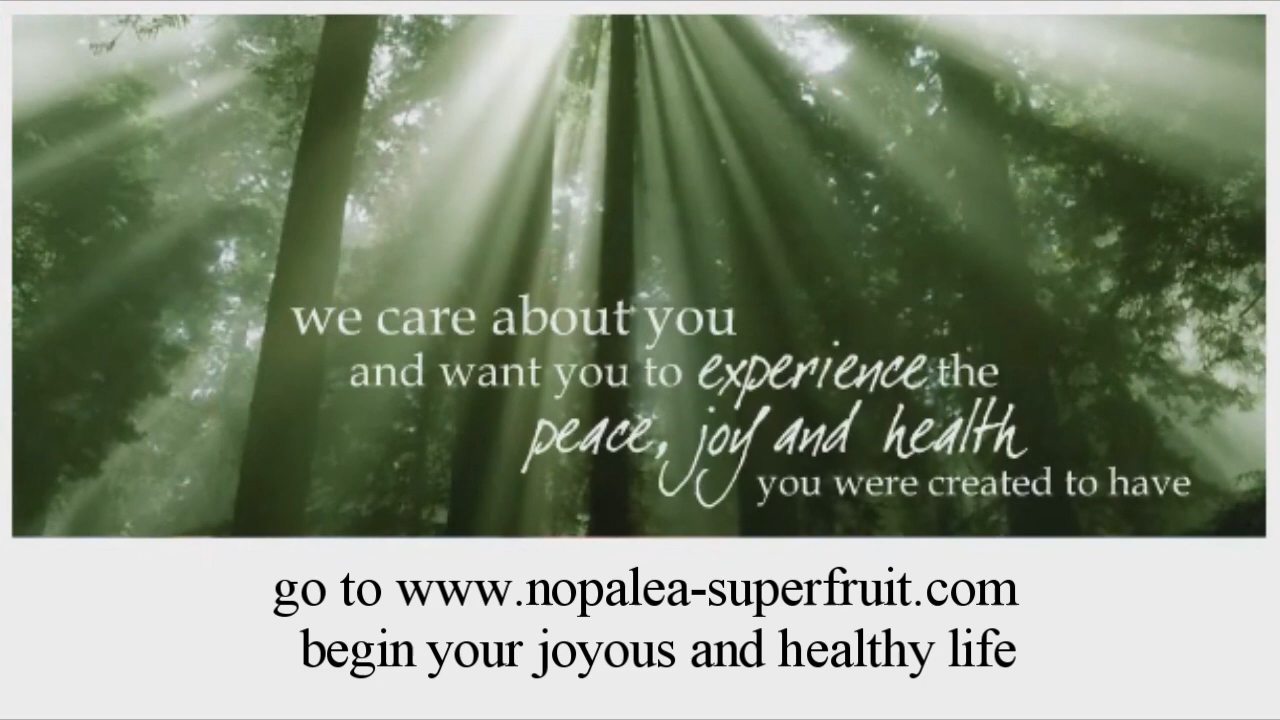 we care about you
and want you to experience the
peace, joy and health
you were created to have
go to www.nopalea-superfruit.com
begin your joyous and healthy life